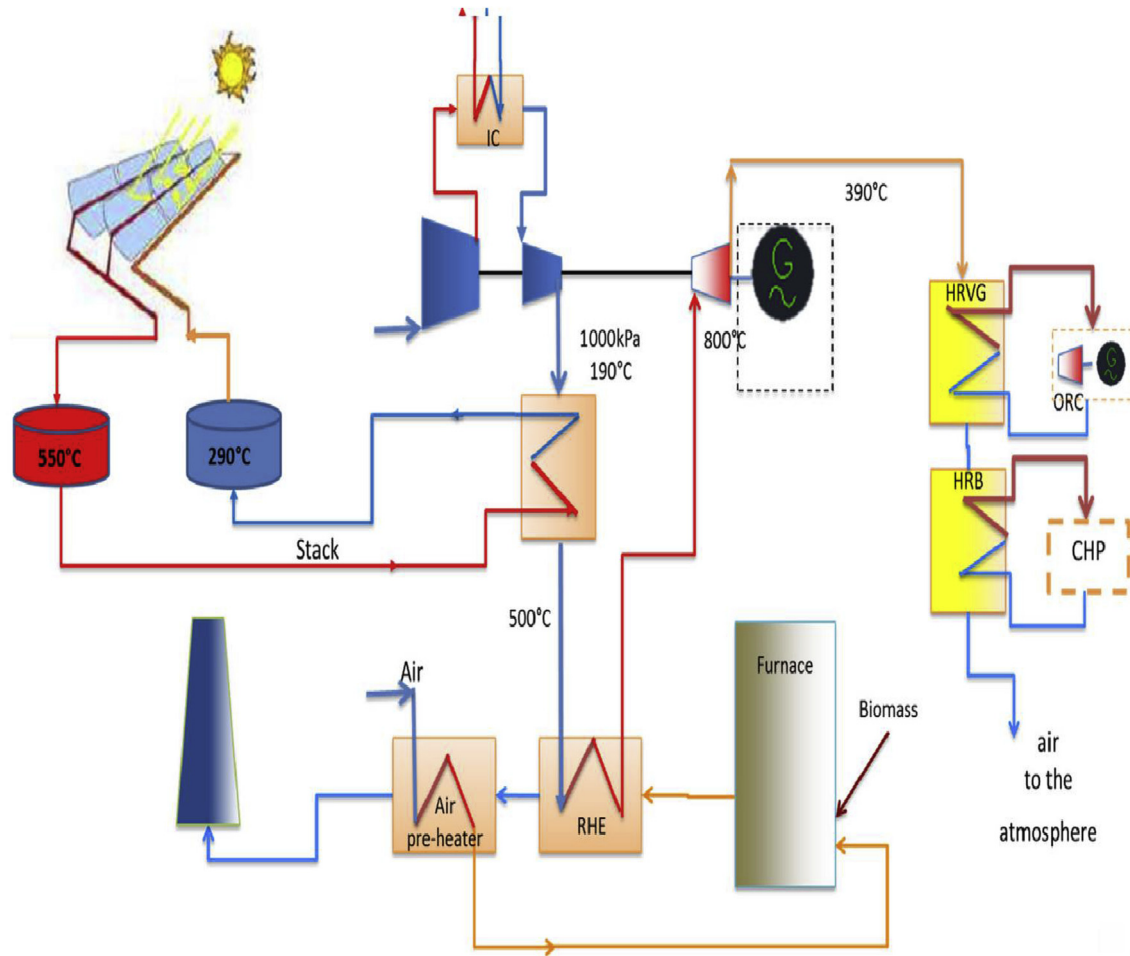 IC
390°C
G
HRVG
1000kPa
190°C
800°C
G
ORC
550°C
290°C
HRB
CHP
Stack
500°C
Furnace
Air
Biomass
air
to the
atmosphere
Air
pre-heater
RHE